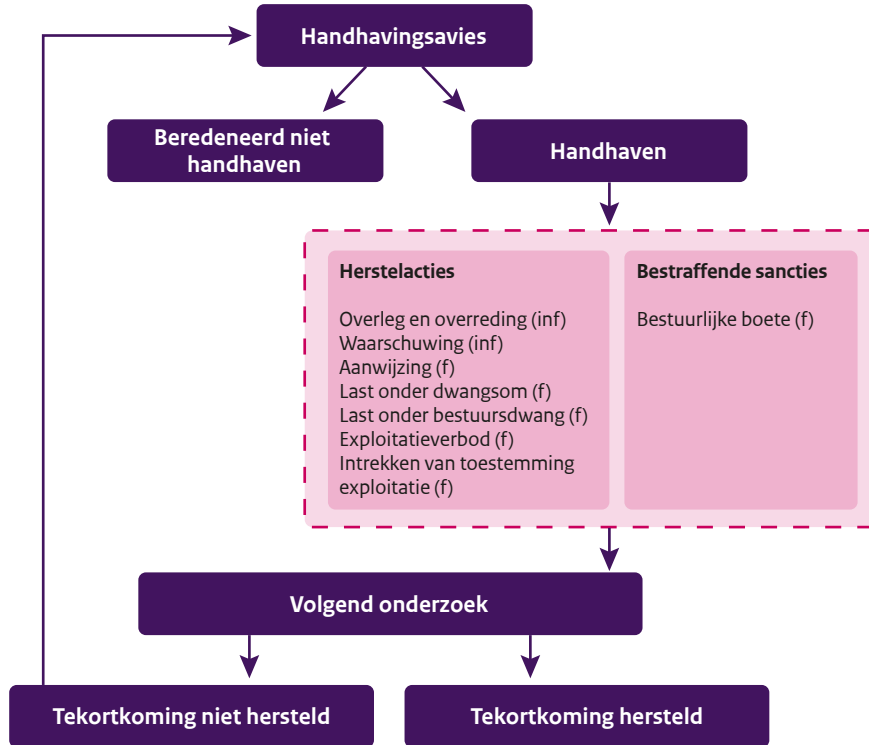 Handhavingsavies
Beredeneerd niet
handhaven
Handhaven
Herstelacties
Overleg en overreding (inf)
Waarschuwing (inf)
Aanwijzing (f)
Last onder dwangsom (f)
Last onder bestuursdwang (f)
Exploitatieverbod (f)
Intrekken van toestemming
exploitatie (f)
Bestraffende sancties
Bestuurlijke boete (f)
Volgend onderzoek
Tekortkoming niet hersteld
Tekortkoming hersteld